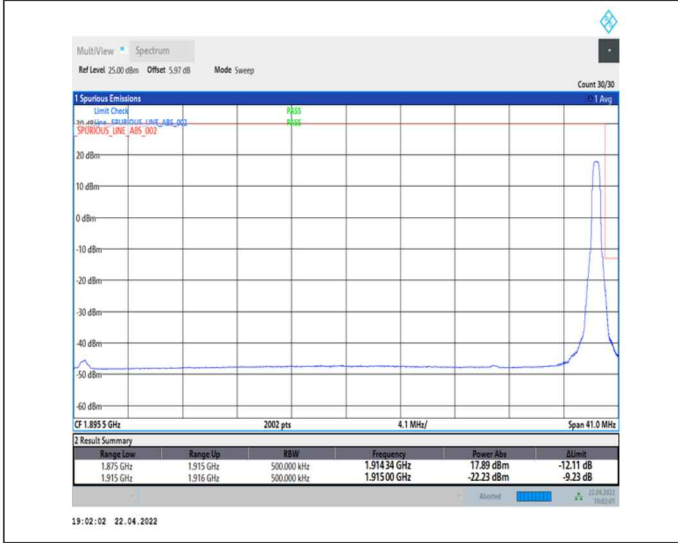 MultiView Spectrum
Ref Level 25.00 dBm Offset 5.97 dB Mode Sweep
Count 30/30
1 Spurious Emissions 1 Avg
Limit Check PASS
Line _SPURIOUS_LINE_ABS_002 PASS
_SPURIOUS_LINE_ABS_002
20 dBm
10 dBm
0 dBm
-10 dBm
-20 dBm
-30 dBm
-40 dBm
-50 dBm
-60 dBm
CF 1.895 5 GHz 2002 pts 4.1 MHz/ Span 41.0 MHz
2 Result Summary
Range Low Range Up RBW Frequency Power Abs ΔLimit
1.875 GHz 1.915 GHz 500.000 kHz 1.914 34 GHz 17.89 dBm -12.11 dB
1.915 GHz 1.916 GHz 500.000 kHz 1.915 00 GHz -22.23 dBm -9.23 dB
Aborted
19:02:02 22.04.2022